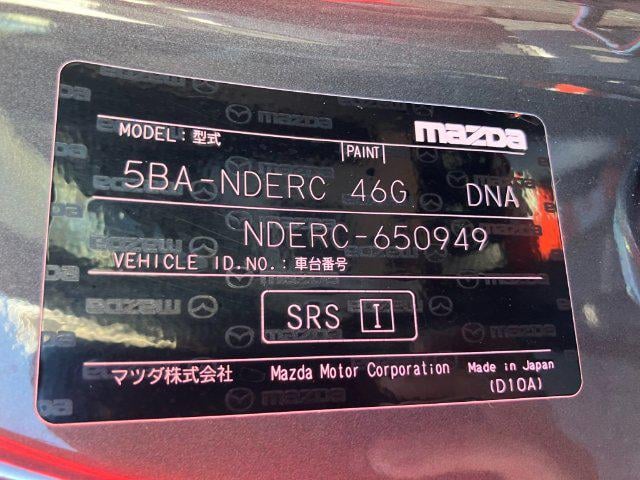 mazda
MODEL:型式
PAINT
5BA-NDERC 46G DNA
NDERC-650949
VEHICLE ID.NO.:車台番号
SRS I
マツダ株式会社 Mazda Motor Corporation Made in Japan
(D10A)